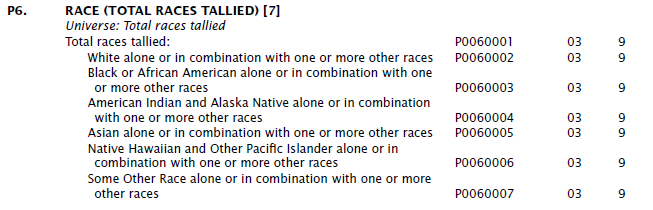 P6. RACE (TOTAL RACES TALLIED) [7]
Universe: Total races tallied
Total races tallied: P0060001 03 9
White alone or in combination with one or more other races P0060002 03 9
Black or African American alone or in combination with one
or more other races P0060003 03 9
American Indian and Alaska Native alone or in combination
with one or more other races P0060004 03 9
Asian alone or in combination with one or more other races P0060005 03 9
Native Hawaiian and Other Pacific Islander alone or in
combination with one or more other races P0060006 03 9
Some Other Race alone or in combination with one or more
other races P0060007 03 9